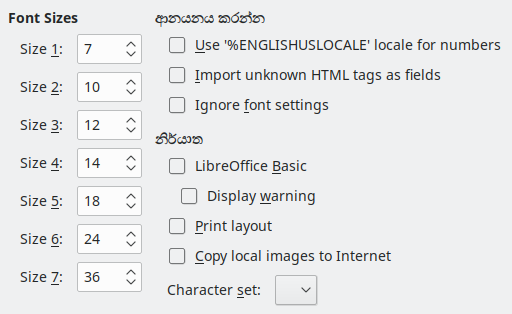 Font Sizes
Size 1: 7
Size 2: 10
Size 3: 12
Size 4: 14
Size 5: 18
Size 6: 24
Size 7: 36
ආනයනය කරන්න
Use '%ENGLISHUSLOCALE' locale for numbers
Import unknown HTML tags as fields
Ignore font settings
නිර්යාත
LibreOffice Basic
Display warning
Print layout
Copy local images to Internet
Character set: